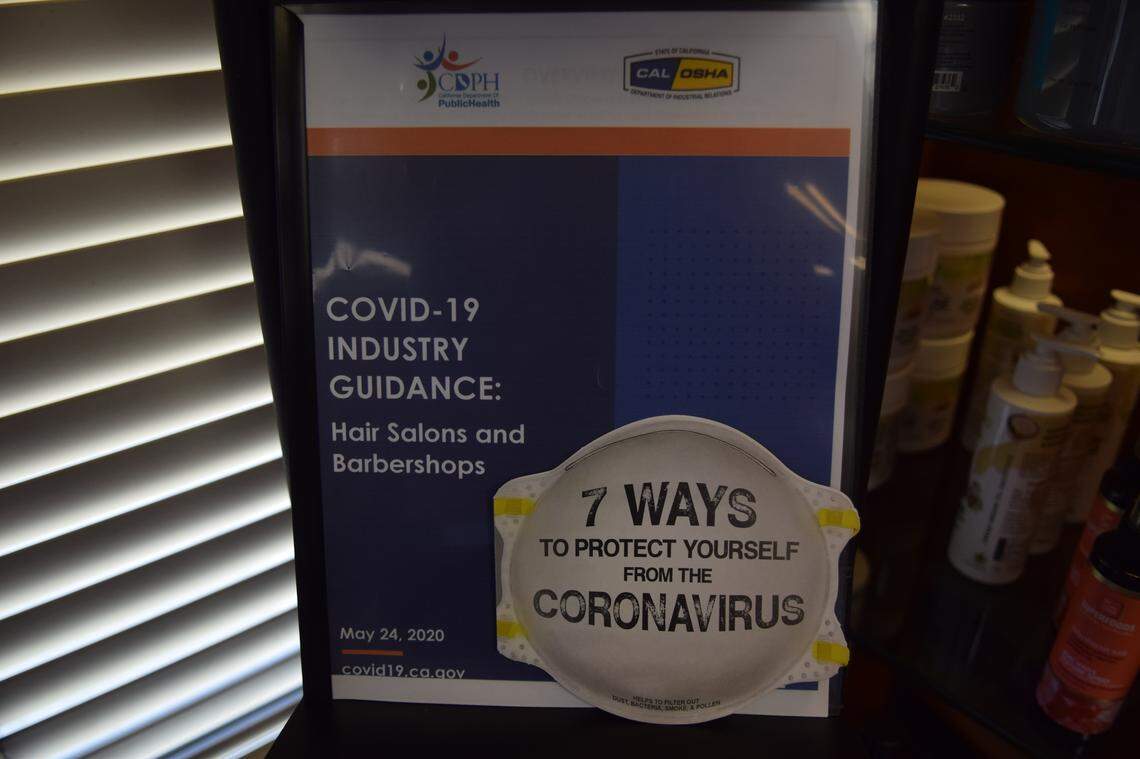 CDPH
California Department of
PublicHealth
STATE OF CALIFORNIA
CAL OSHA
DEPARTMENT OF INDUSTRIAL RELATIONS
COVID-19
INDUSTRY
GUIDANCE:
Hair Salons and
Barbershops
May 24, 2020
covid19.ca.gov
7 WAYS
TO PROTECT YOURSELF
FROM THE
CORONAVIRUS
HELPS TO FILTER OUT
DUST, BACTERIA, SMOKE, & POLLEN